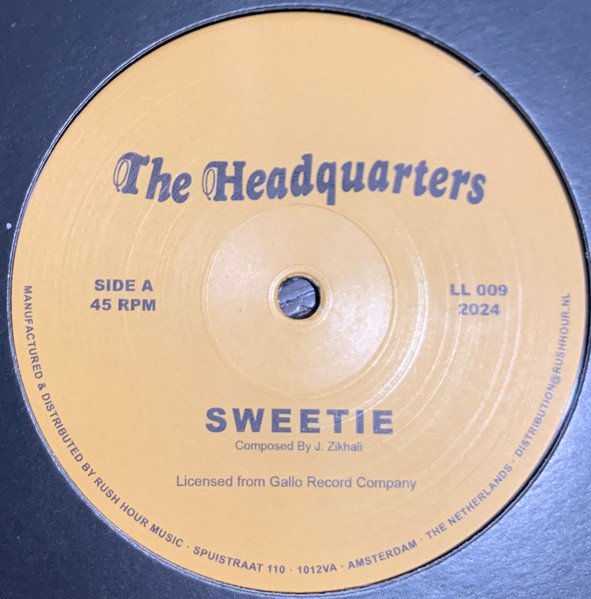 The Headquarters
SIDE A
45 RPM
LL 009
2024
SWEETIE
Composed By J. Zikhali
Licensed from Gallo Record Company
MANUFACTURED & DISTRIBUTED BY RUSH HOUR MUSIC · SPUISTRAAT 110 · 1012VA · AMSTERDAM · THE NETHERLANDS · DISTRIBUTION@RUSHHOUR.NL